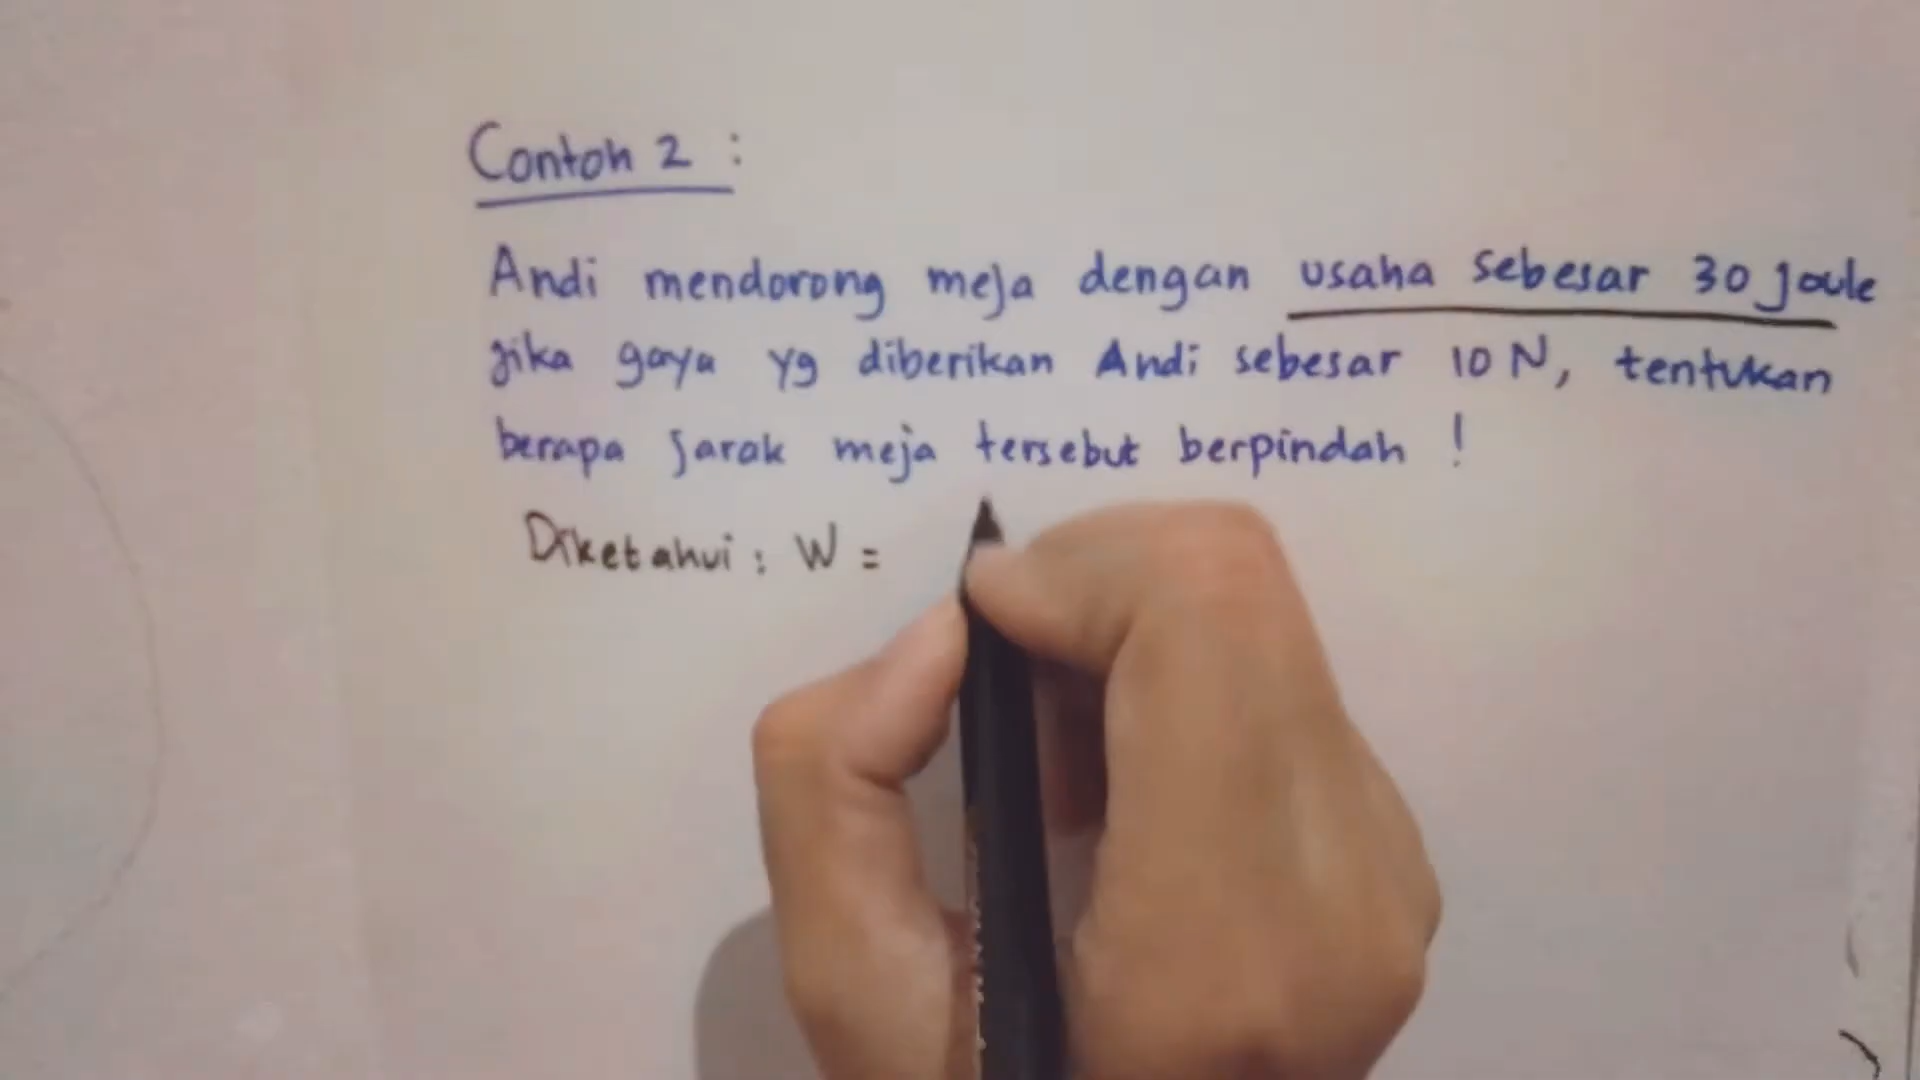 Contoh 2 :
Andi mendorong meja dengan usaha sebesar 30 joule
jika gaya yg diberikan Andi sebesar 10 N, tentukan
berapa jarak meja tersebut berpindah !
Diketahui : W =